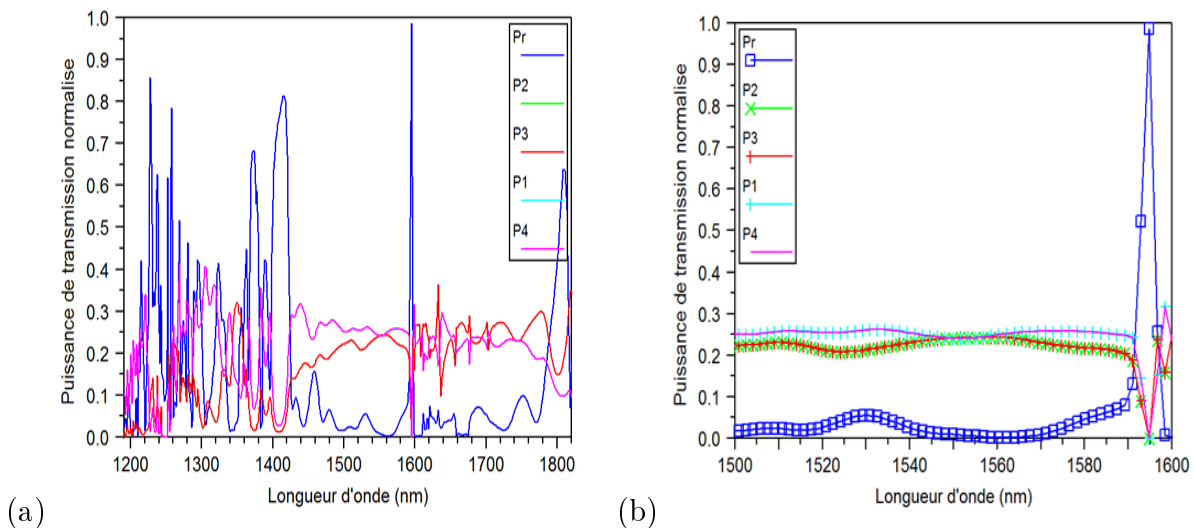 Puissance de transmission normalise
1.0
0.9
0.8
0.7
0.6
0.5
0.4
0.3
0.2
0.1
0.0
Pr
P2
P3
P1
P4
1200 1300 1400 1500 1600 1700 1800
Longueur d'onde (nm)
(a)
Puissance de transmission normalise
1.0
0.9
0.8
0.7
0.6
0.5
0.4
0.3
0.2
0.1
0.0
Pr
P2
P3
P1
P4
1500 1520 1540 1560 1580 1600
Longueur d'onde (nm)
(b)